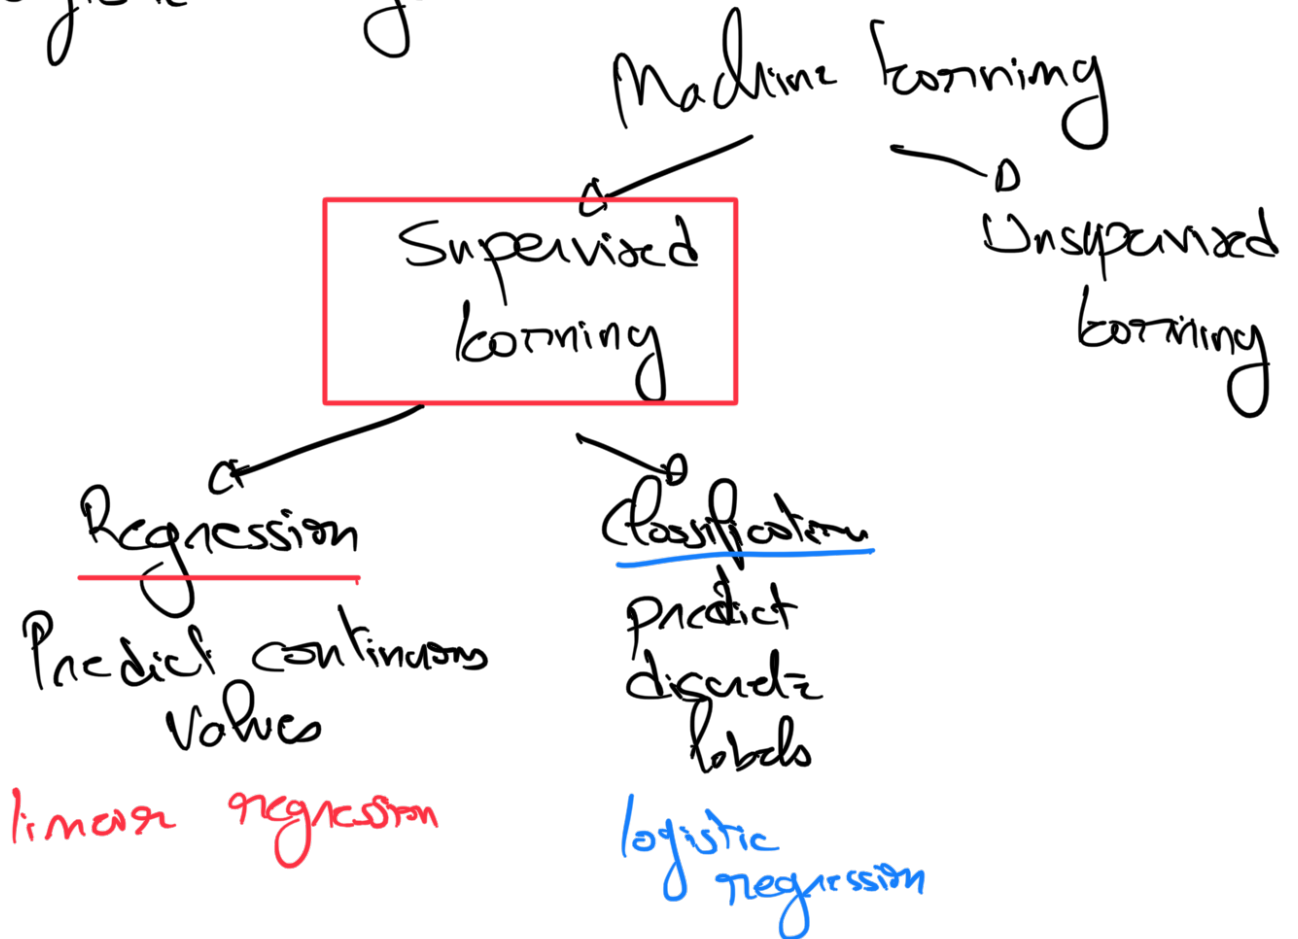 Machine learning
Supervised
learning
Unsupervised
learning
Regression
Classification
Predict continuous
values
predict
discrete
labels
linear regression
logistic
regression